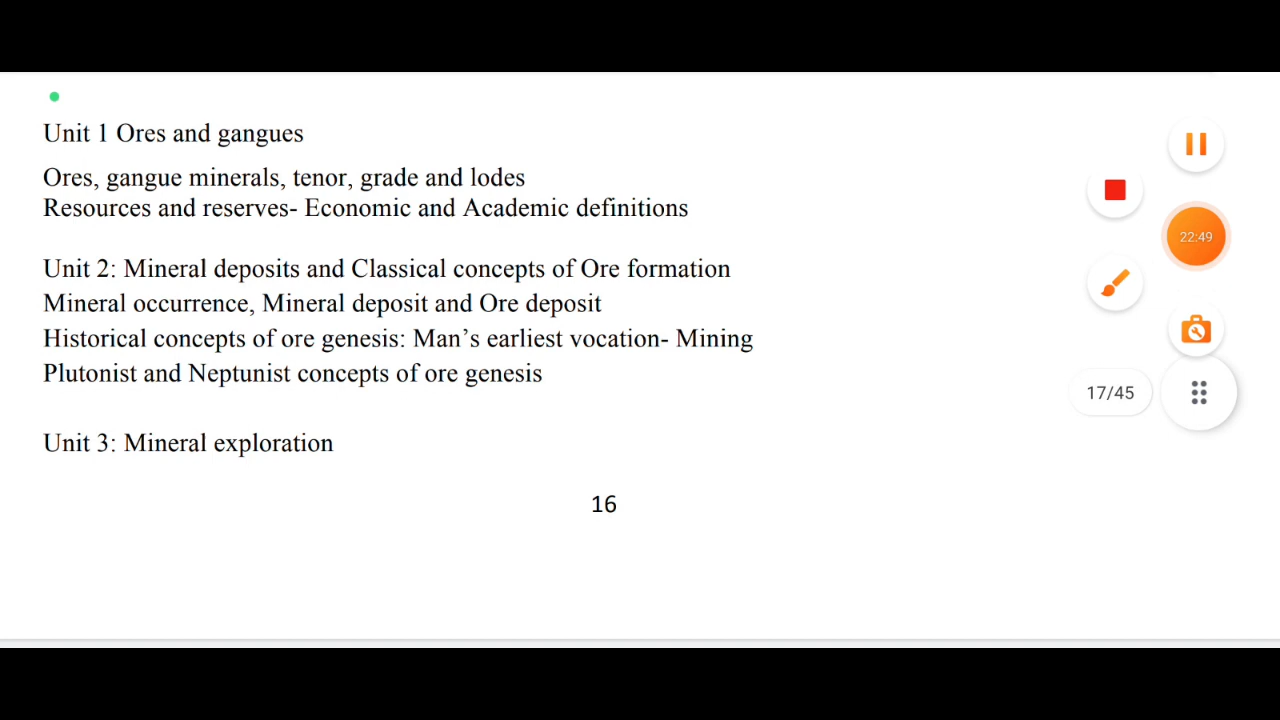 Unit 1 Ores and gangues
Ores, gangue minerals, tenor, grade and lodes
Resources and reserves- Economic and Academic definitions
Unit 2: Mineral deposits and Classical concepts of Ore formation
Mineral occurrence, Mineral deposit and Ore deposit
Historical concepts of ore genesis: Man’s earliest vocation- Mining
Plutonist and Neptunist concepts of ore genesis
Unit 3: Mineral exploration
16
22:49
17/45